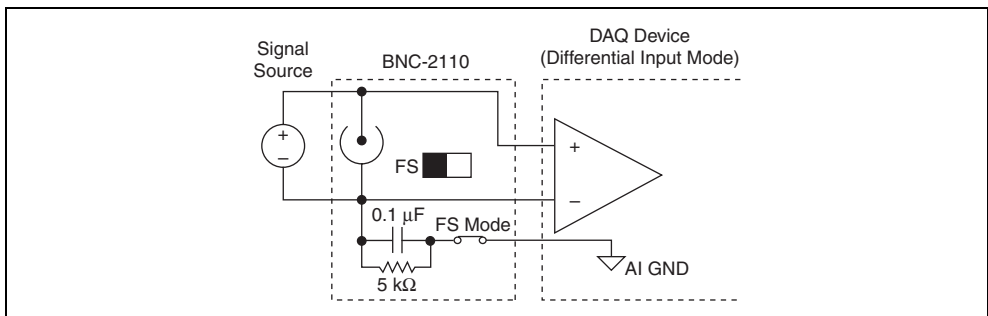 Signal
Source
BNC-2110
DAQ Device
(Differential Input Mode)
+
–
FS
+
–
0.1 μF
FS Mode
5 kΩ
AI GND